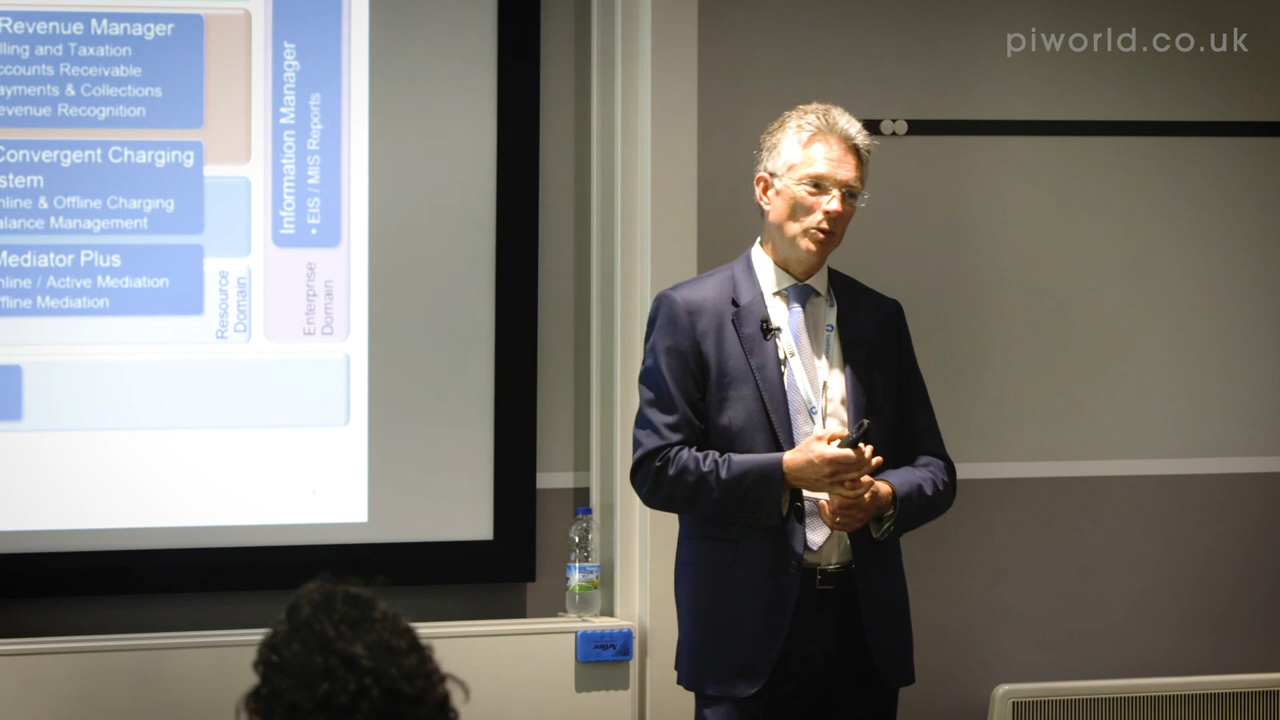 Revenue Manager
lling and Taxation
ccounts Receivable
ayments & Collections
evenue Recognition
Convergent Charging
stem
nline & Offline Charging
alance Management
Mediator Plus
nline / Active Mediation
ffline Mediation
Resource
Domain
Information Manager
• EIS / MIS Reports
Enterprise
Domain
piworld.co.uk
Artline